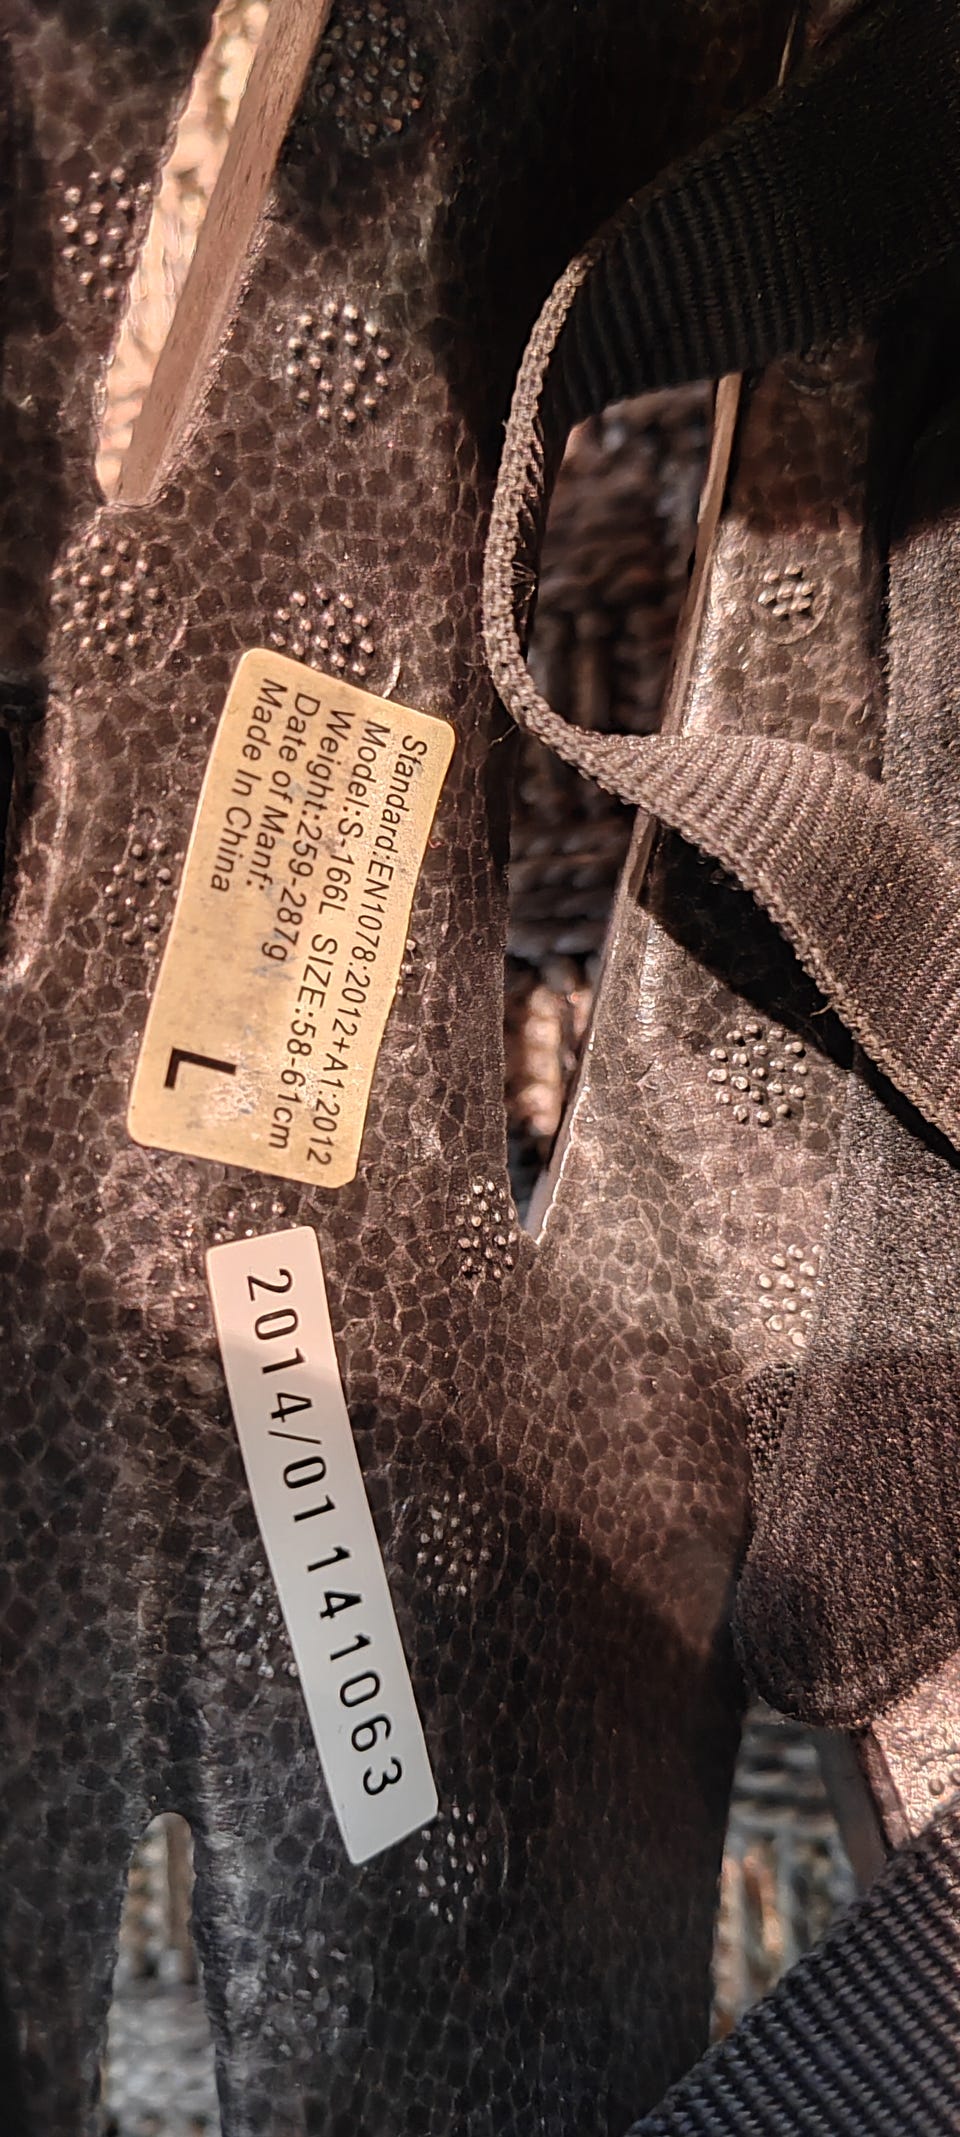 Standard:EN1078:2012+A1:2012
Model:S-166L SIZE:58-61cm
Weight:259-287g
Date of Manf:
Made In China
L
2014/01 141063